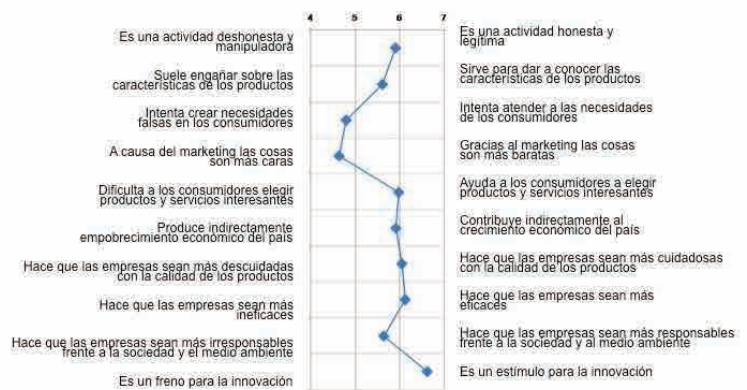 4 5 6 7
Es una actividad deshonesta y
manipuladora
Es una actividad honesta y
legítima
Suele engañar sobre las
características de los productos
Sirve para dar a conocer las
características de los productos
Intenta crear necesidades
falsas en los consumidores
Intenta atender a las necesidades
de los consumidores
A causa del marketing las cosas
son más caras
Gracias al marketing las cosas
son más baratas
Dificulta a los consumidores elegir
productos y servicios interesantes
Ayuda a los consumidores a elegir
productos y servicios interesantes
Produce indirectamente
empobrecimiento económico del país
Contribuye indirectamente al
crecimiento económico del país
Hace que las empresas sean más descuidadas
con la calidad de los productos
Hace que las empresas sean más cuidadosas
con la calidad de los productos
Hace que las empresas sean más
ineficaces
Hace que las empresas sean más
eficaces
Hace que las empresas sean más irresponsables
frente a la sociedad y el medio ambiente
Hace que las empresas sean más responsables
frente a la sociedad y al medio ambiente
Es un freno para la innovación
Es un estímulo para la innovación